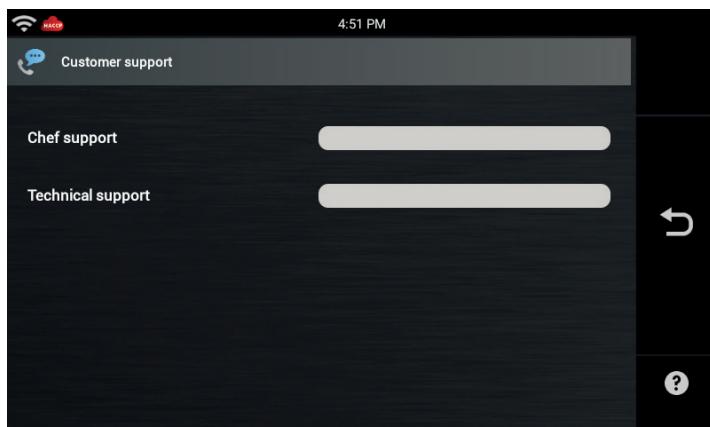 HACCP
4:51 PM
Customer support
Chef support
Technical support
?